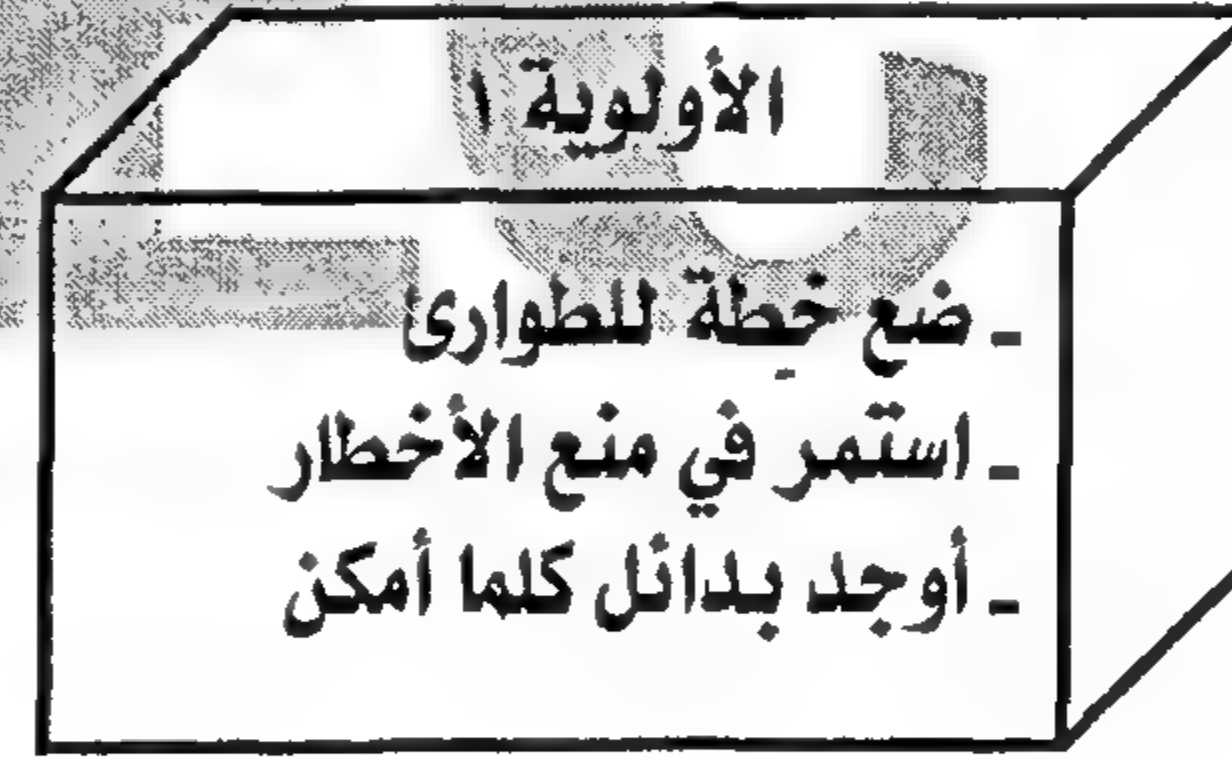 الأولوية ١
- ضع خطة للطوارئ
- استمر في منع الأخطار
- أوجد بدائل كلما أمكن